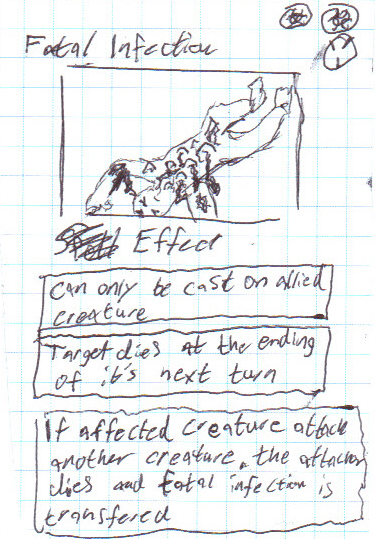 Fatal Infection
Effect
Can only be cast on allied
creature
Target dies at the ending
of it's next turn
If affected creature attack
another creature, the attacker
dies and fatal infection is
transfered